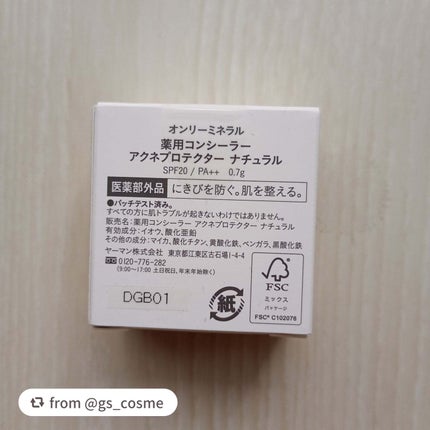 オンリーミネラル
薬用コンシーラー
アクネプロテクター ナチュラル
SPF20 / PA++ 0.7g
医薬部外品 にきびを防ぐ。肌を整える。
●パッチテスト済み。
すべての方に肌トラブルが起きないわけではありません。
販売名:薬用コンシーラー アクネプロテクター ナチュラル
有効成分:イオウ、酸化亜鉛
その他の成分:マイカ、酸化チタン、黄酸化鉄、ベンガラ、黒酸化鉄
ヤーマン株式会社 東京都江東区古石場1-4-4
0120-776-282
(9:00〜17:00 土日祝日、年末年始除く)
DGB01
紙
FSC
ミックス
パッケージ
FSC® C102076
from @gs_cosme